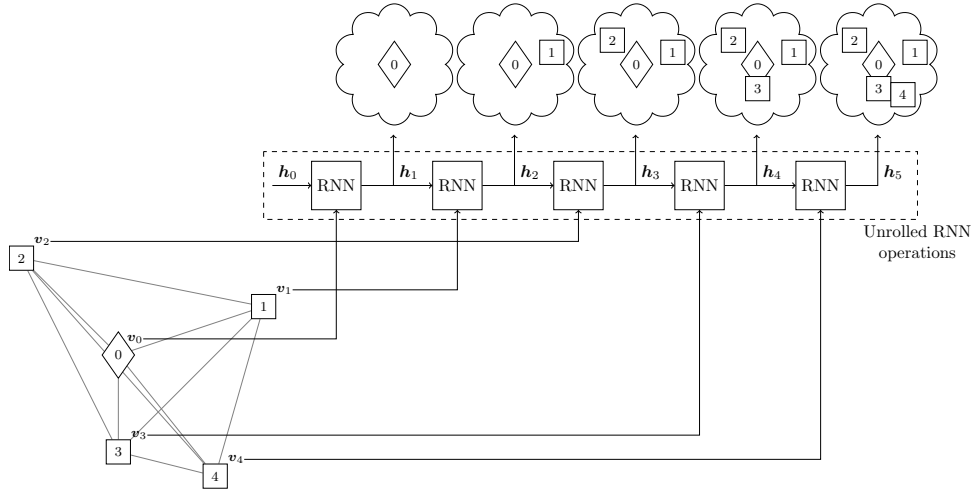 0
0
1
2
0
1
2
0
1
3
2
0
1
3
4
h₀
RNN
h₁
RNN
h₂
RNN
h₃
RNN
h₄
RNN
h₅
Unrolled RNN
operations
v₂
2
v₁
1
v₀
0
v₃
3
v₄
4